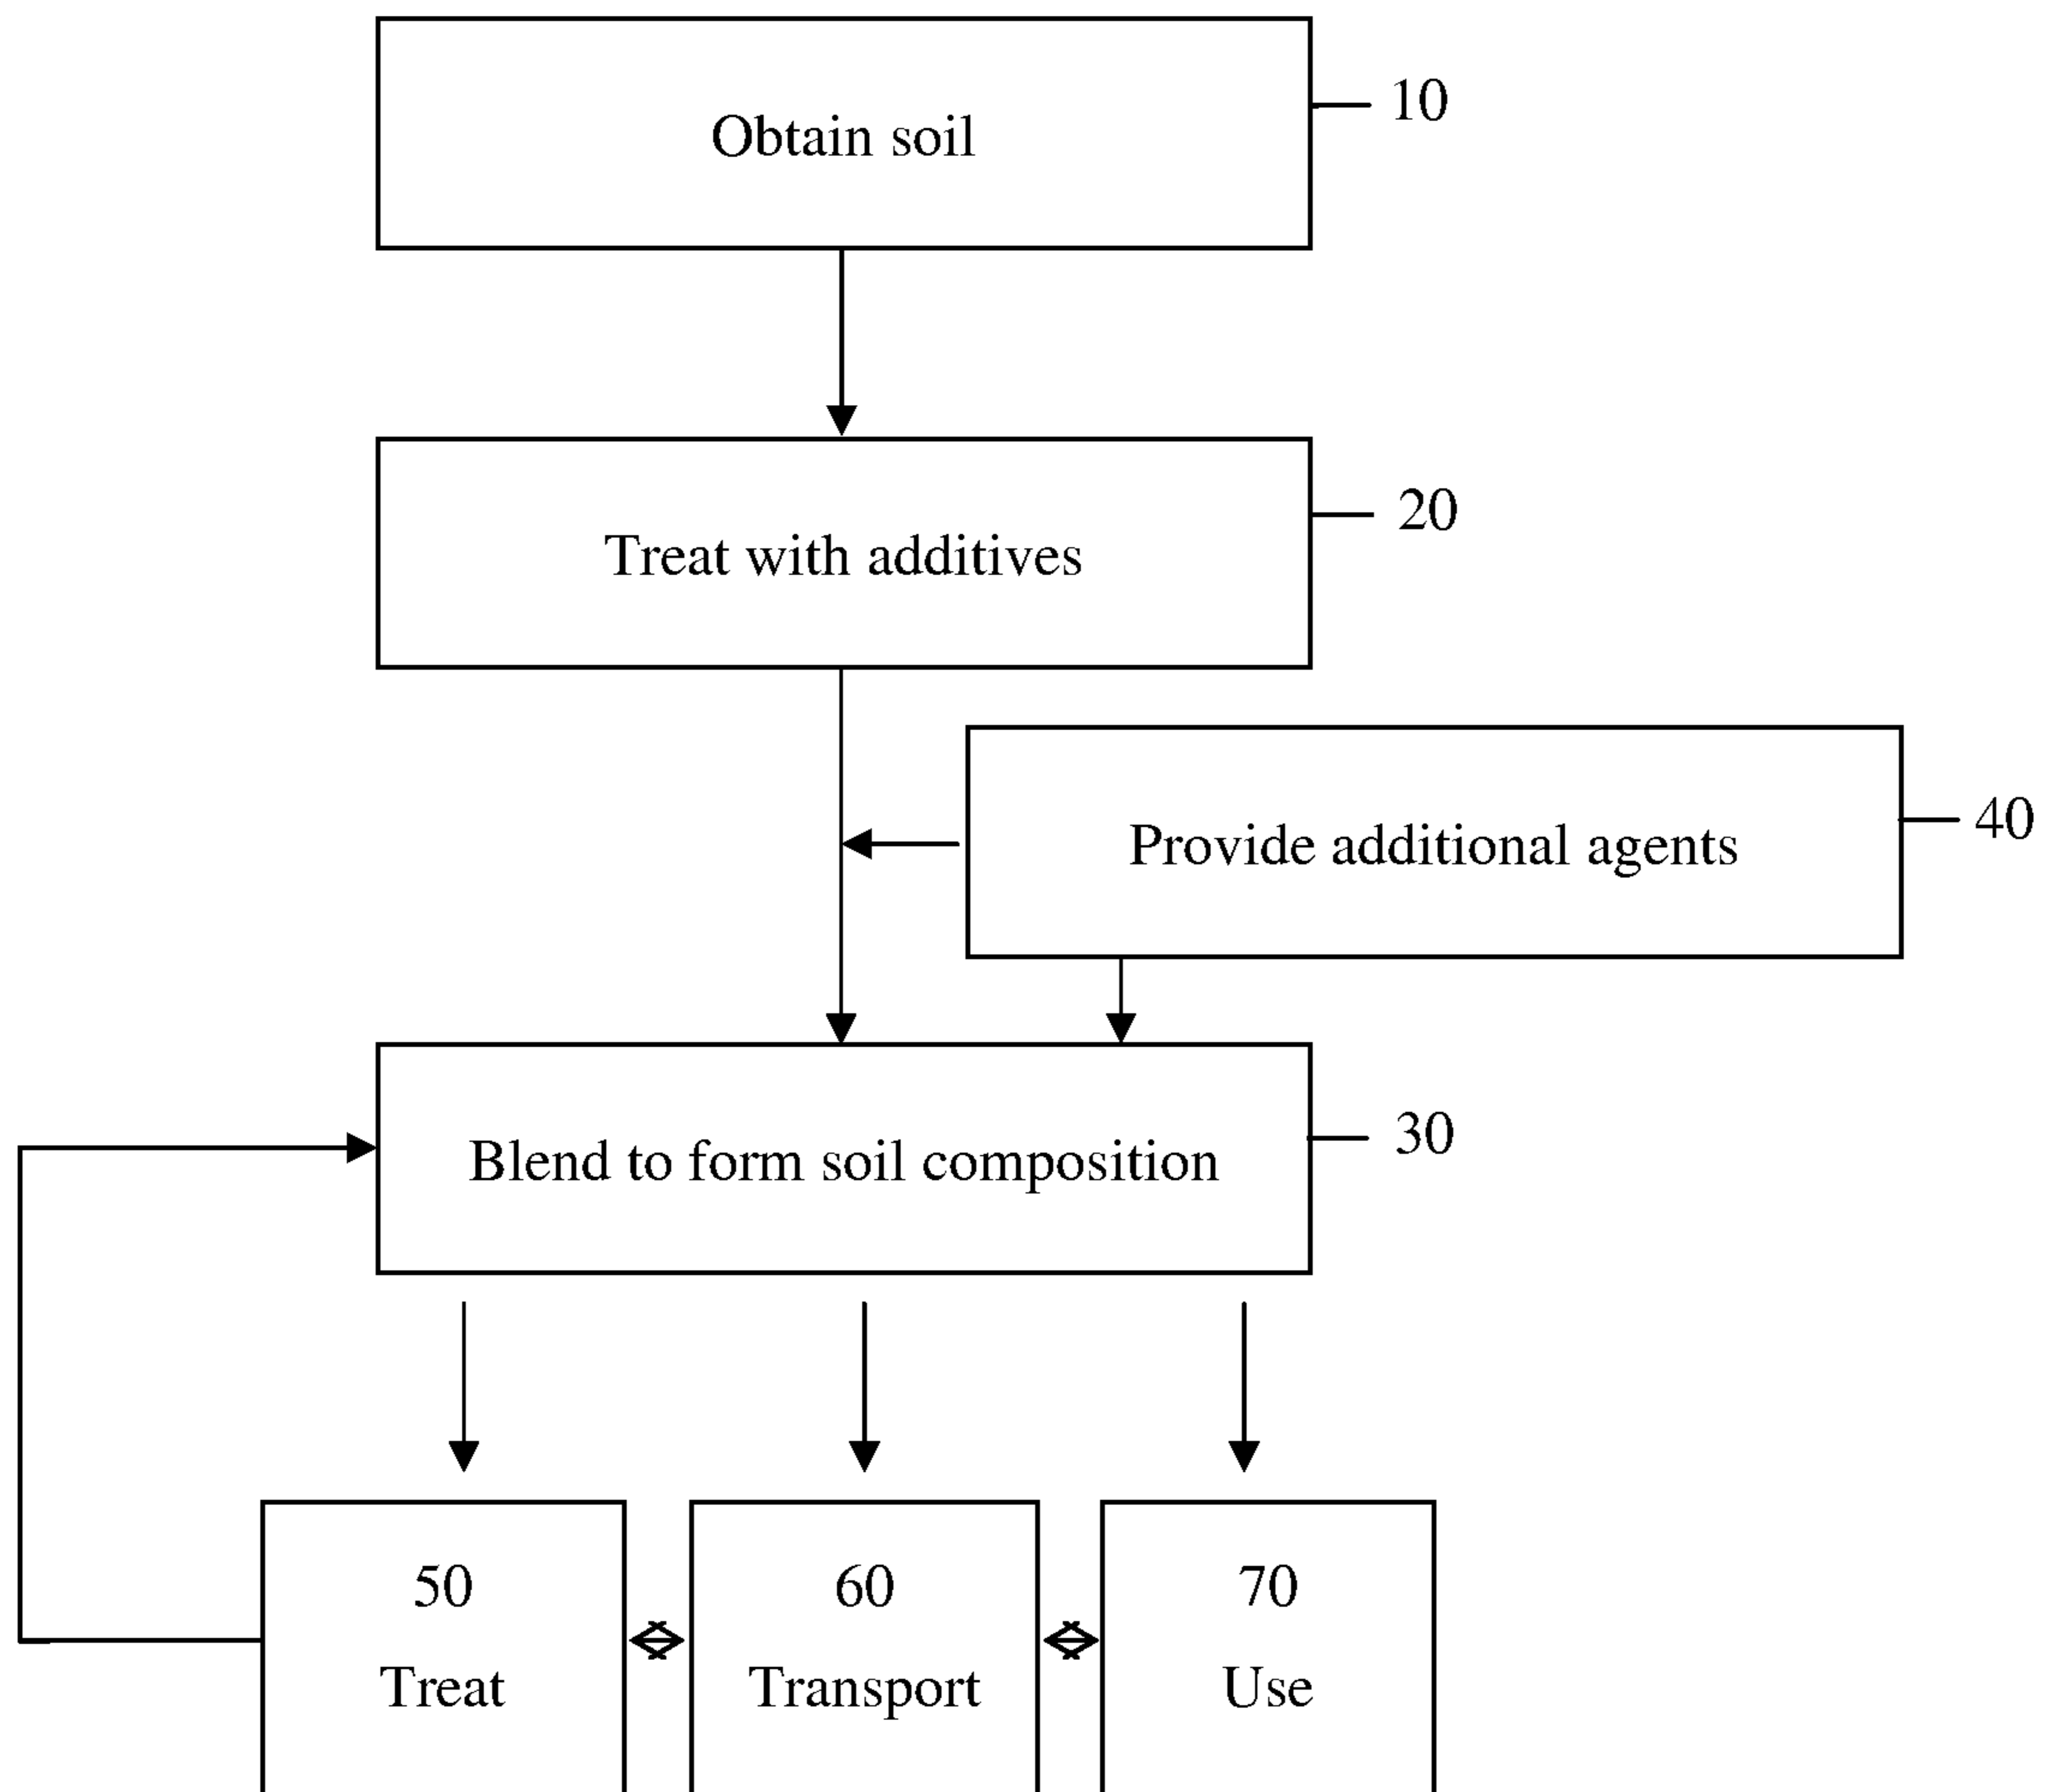 Obtain soil
10
Treat with additives
20
Provide additional agents
40
Blend to form soil composition
30
50
Treat
60
Transport
70
Use